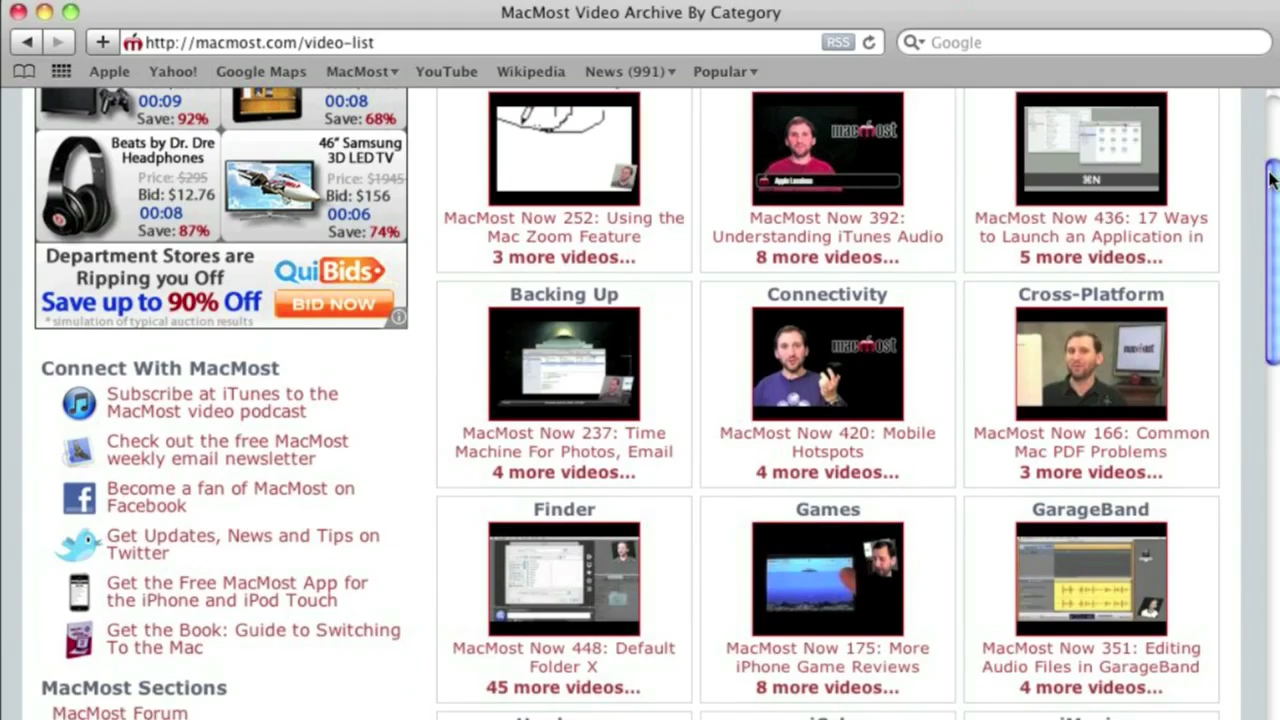 MacMost Video Archive By Category
http://macmost.com/video-list
RSS
Google
Apple
Yahoo!
Google Maps
MacMost
YouTube
Wikipedia
News (991)
Popular
00:09
Save: 92%
00:08
Save: 68%
Beats by Dr. Dre
Headphones
Price: $295
Bid: $12.76
00:08
Save: 87%
46" Samsung
3D LED TV
Price: $1945
Bid: $156
00:06
Save: 74%
Department Stores are
Ripping you Off
Save up to 90% Off
* simulation of typical auction results
QuiBids
BID NOW
Connect With MacMost
Subscribe at iTunes to the
MacMost video podcast
Check out the free MacMost
weekly email newsletter
Become a fan of MacMost on
Facebook
Get Updates, News and Tips on
Twitter
Get the Free MacMost App for
the iPhone and iPod Touch
Get the Book: Guide to Switching
To the Mac
MacMost Sections
MacMost Forum
MacMost Now 252: Using the
Mac Zoom Feature
3 more videos...
macmost
MacMost Now 392:
Understanding iTunes Audio
8 more videos...
⌘N
MacMost Now 436: 17 Ways
to Launch an Application in
5 more videos...
Backing Up
MacMost Now 237: Time
Machine For Photos, Email
4 more videos...
Connectivity
macmost
MacMost Now 420: Mobile
Hotspots
4 more videos...
Cross-Platform
macmost
MacMost Now 166: Common
Mac PDF Problems
3 more videos...
Finder
MacMost Now 448: Default
Folder X
45 more videos...
Games
MacMost Now 175: More
iPhone Game Reviews
8 more videos...
GarageBand
MacMost Now 351: Editing
Audio Files in GarageBand
4 more videos...